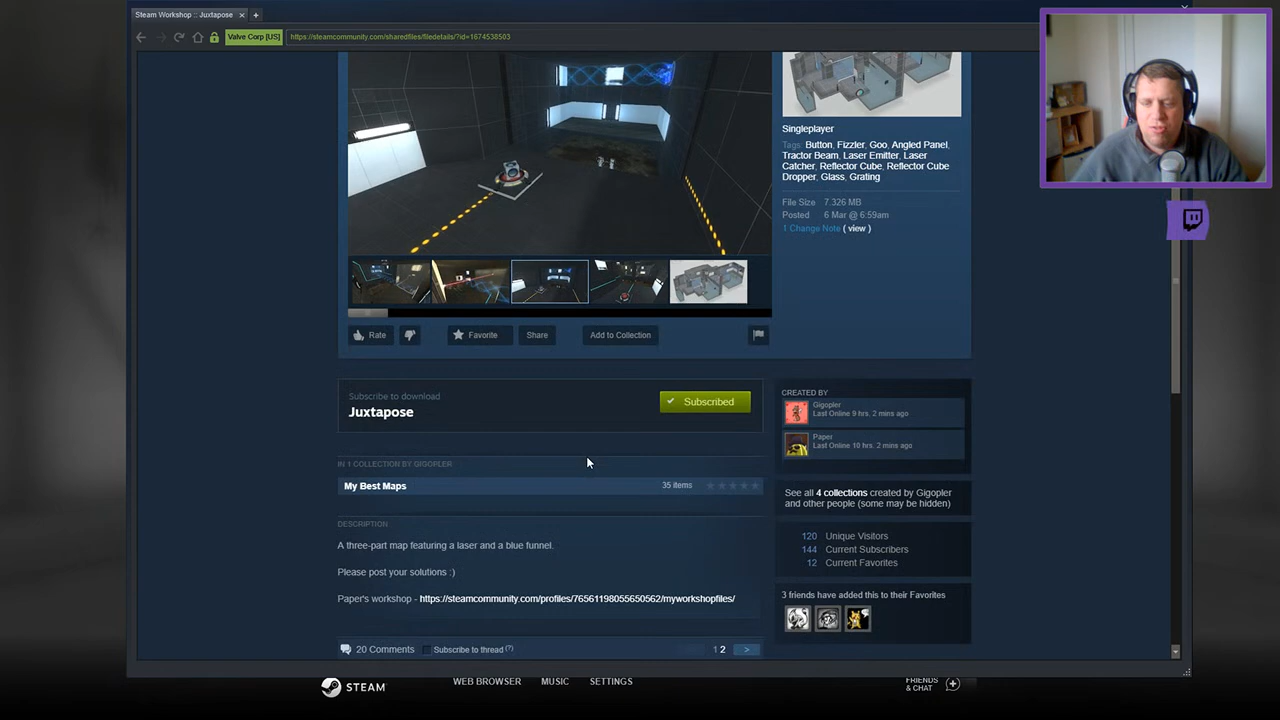 Steam Workshop :: Juxtapose
Valve Corp [US]
https://steamcommunity.com/sharedfiles/filedetails/?id=1674538503
Singleplayer
Tags: Button, Fizzler, Goo, Angled Panel,
Tractor Beam, Laser Emitter, Laser
Catcher, Reflector Cube, Reflector Cube
Dropper, Glass, Grating
File Size 7.326 MB
Posted 6 Mar @ 6:59am
1 Change Note ( view )
Rate
Favorite
Share
Add to Collection
Subscribe to download
Juxtapose
Subscribed
IN 1 COLLECTION BY GIGOPLER
My Best Maps
35 items
DESCRIPTION
A three-part map featuring a laser and a blue funnel.
Please post your solutions :)
Paper's workshop - https://steamcommunity.com/profiles/76561198055650562/myworkshopfiles/
20 Comments
Subscribe to thread (?)
1 2 >
CREATED BY
Gigopler
Last Online 9 hrs, 2 mins ago
Paper
Last Online 10 hrs, 2 mins ago
See all 4 collections created by Gigopler
and other people (some may be hidden)
120 Unique Visitors
144 Current Subscribers
12 Current Favorites
3 friends have added this to their Favorites
STEAM
WEB BROWSER
MUSIC
SETTINGS
FRIENDS
& CHAT